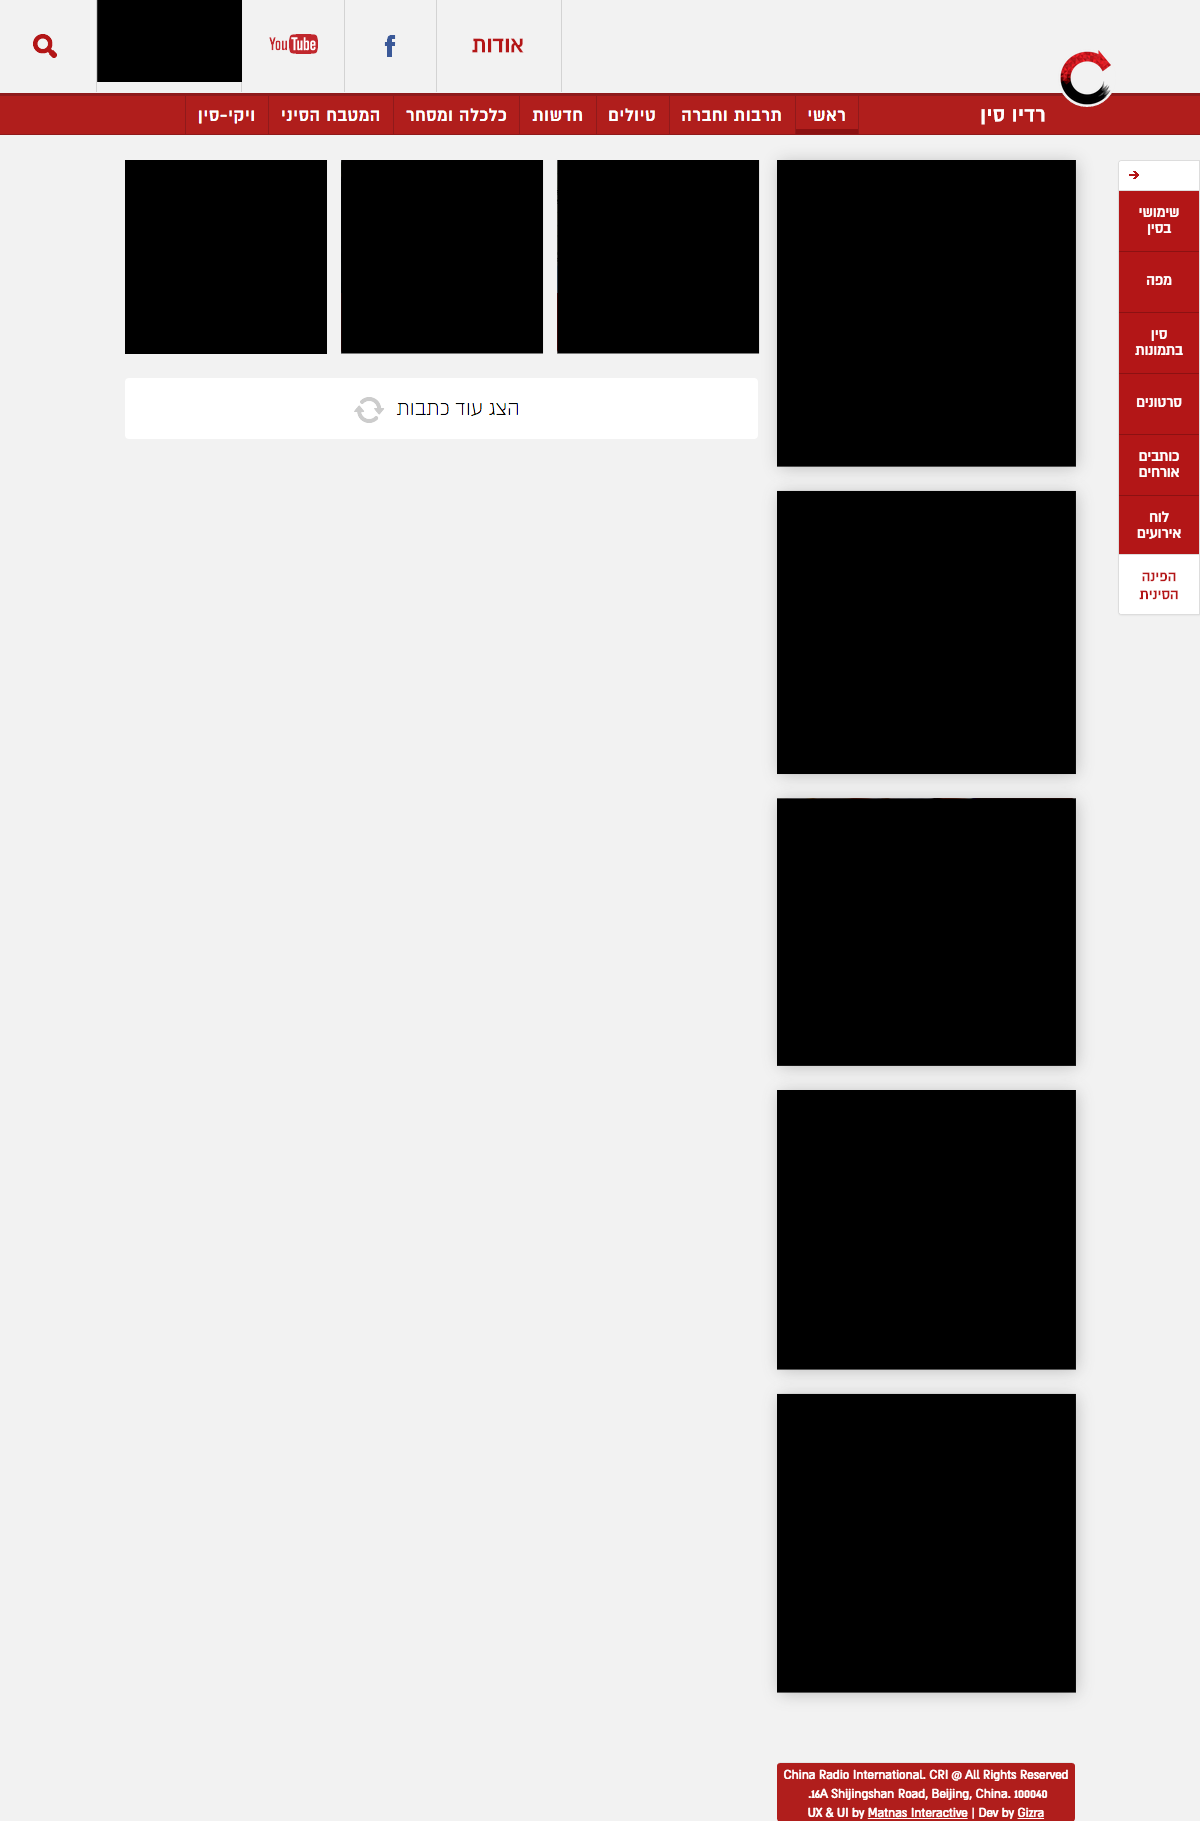 אודות
YouTube
רדיו סין
ראשי
תרבות וחברה
טיולים
חדשות
כלכלה ומסחר
המטבח הסיני
ויקי-סין
שימושי
בסין
מפה
סין
בתמונות
סרטונים
כותבים
אורחים
לוח
אירועים
הפינה
הסינית
הצג עוד כתבות
China Radio International. CRI @ All Rights Reserved
.16A Shijingshan Road, Beijing, China. 100040
UX & UI by Matnas Interactive | Dev by Gizra